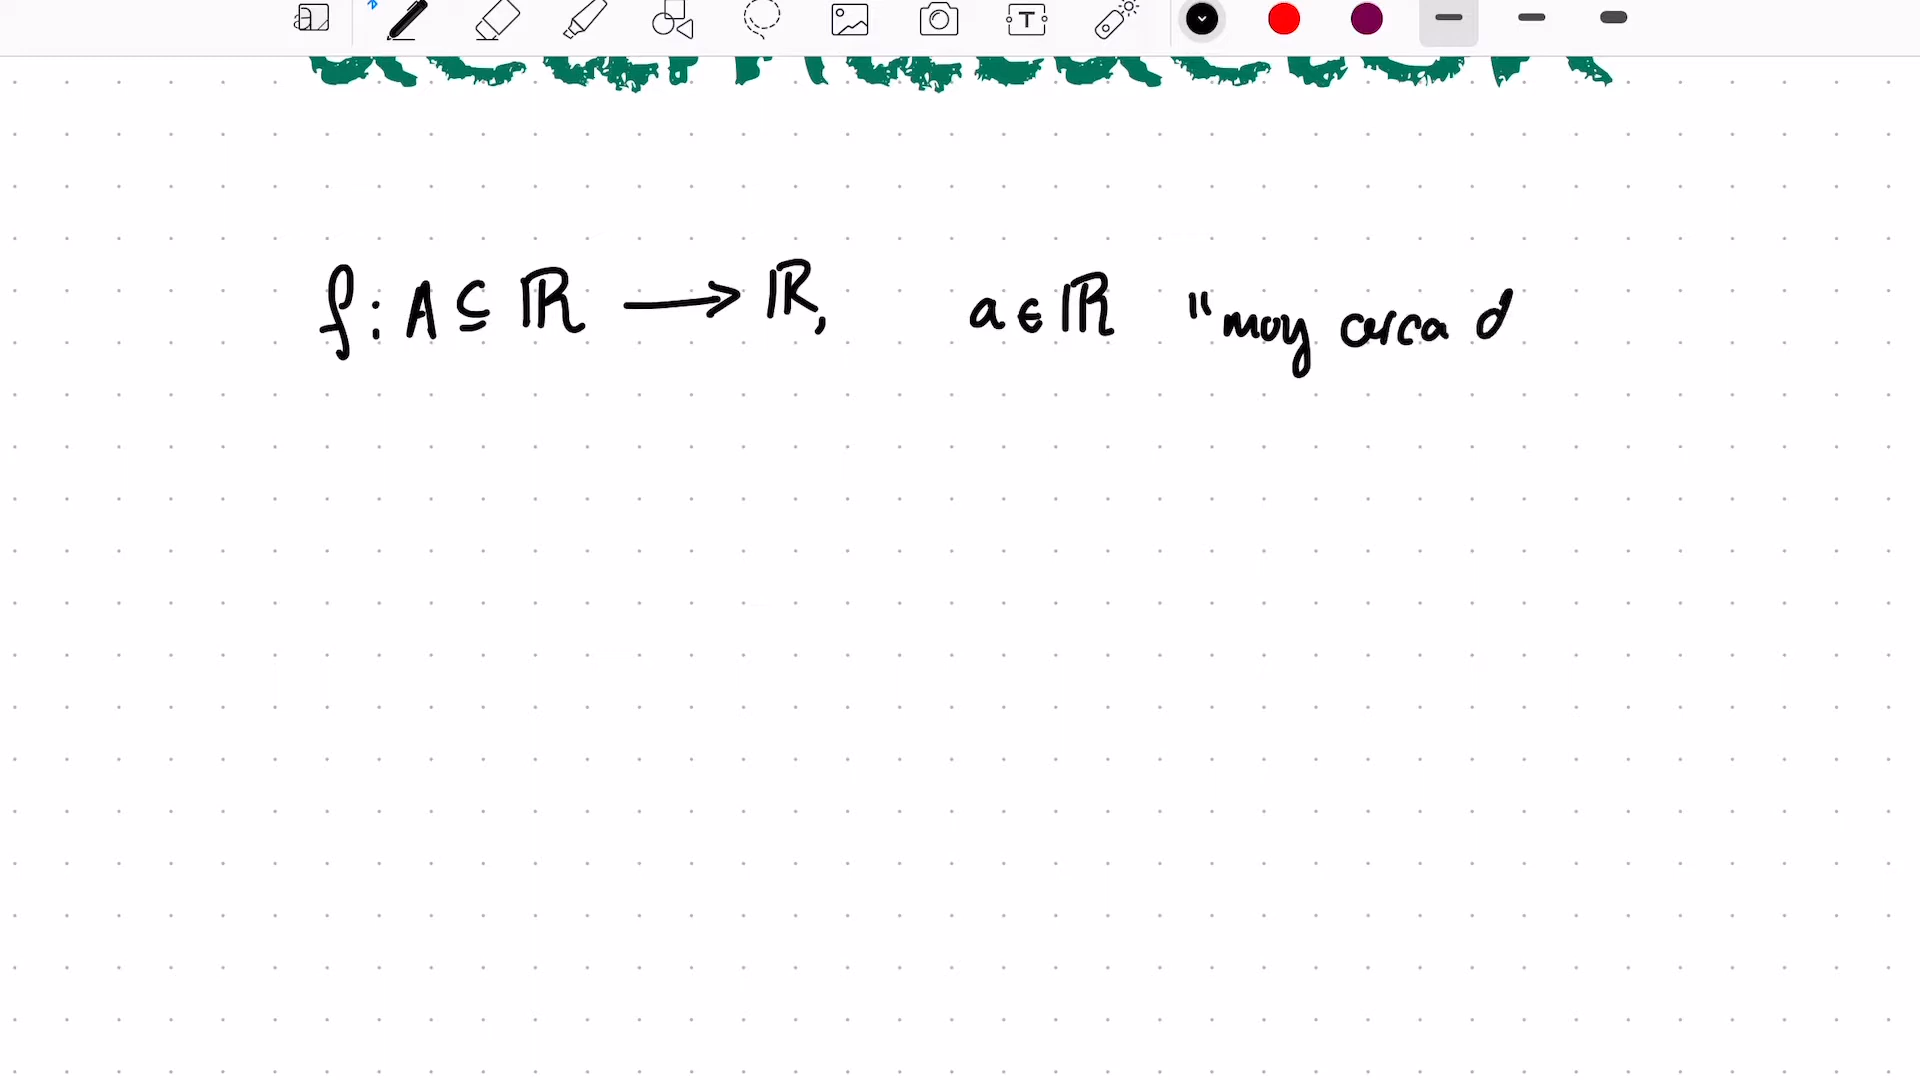 f: A ⊆ ℝ ⟶ ℝ, a ∈ ℝ "muy cerca d